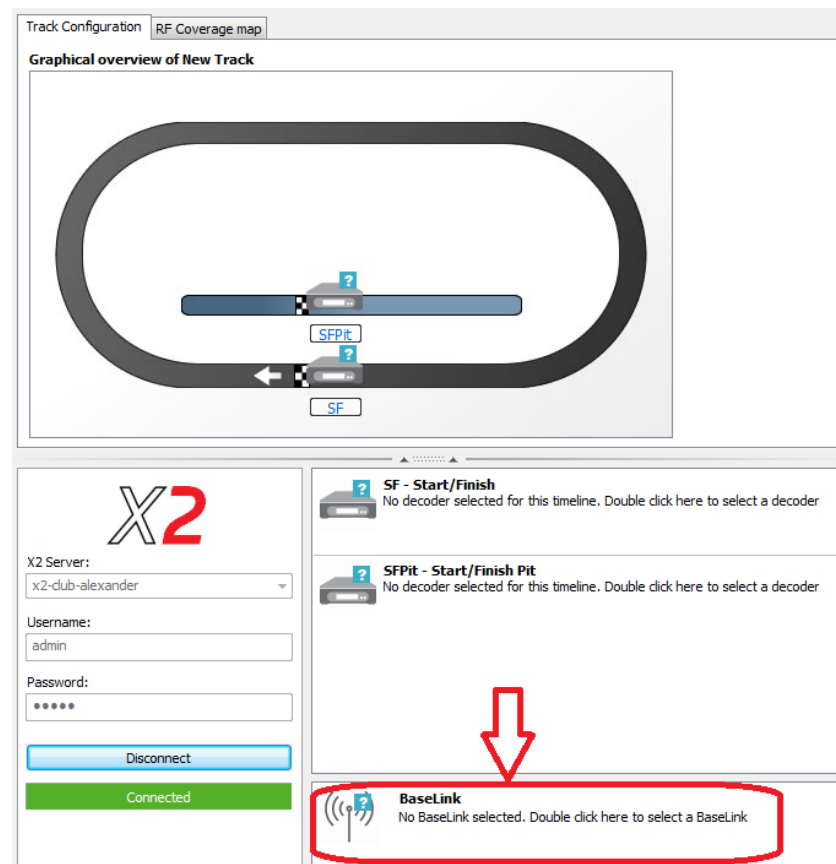 Track Configuration
RF Coverage map
Graphical overview of New Track
?
SFPit
?
SF
X2
X2 Server:
x2-club-alexander
Username:
admin
Password:
•••••
Disconnect
Connected
?
SF - Start/Finish
No decoder selected for this timeline. Double click here to select a decoder
?
SFPit - Start/Finish Pit
No decoder selected for this timeline. Double click here to select a decoder
?
BaseLink
No BaseLink selected. Double click here to select a BaseLink